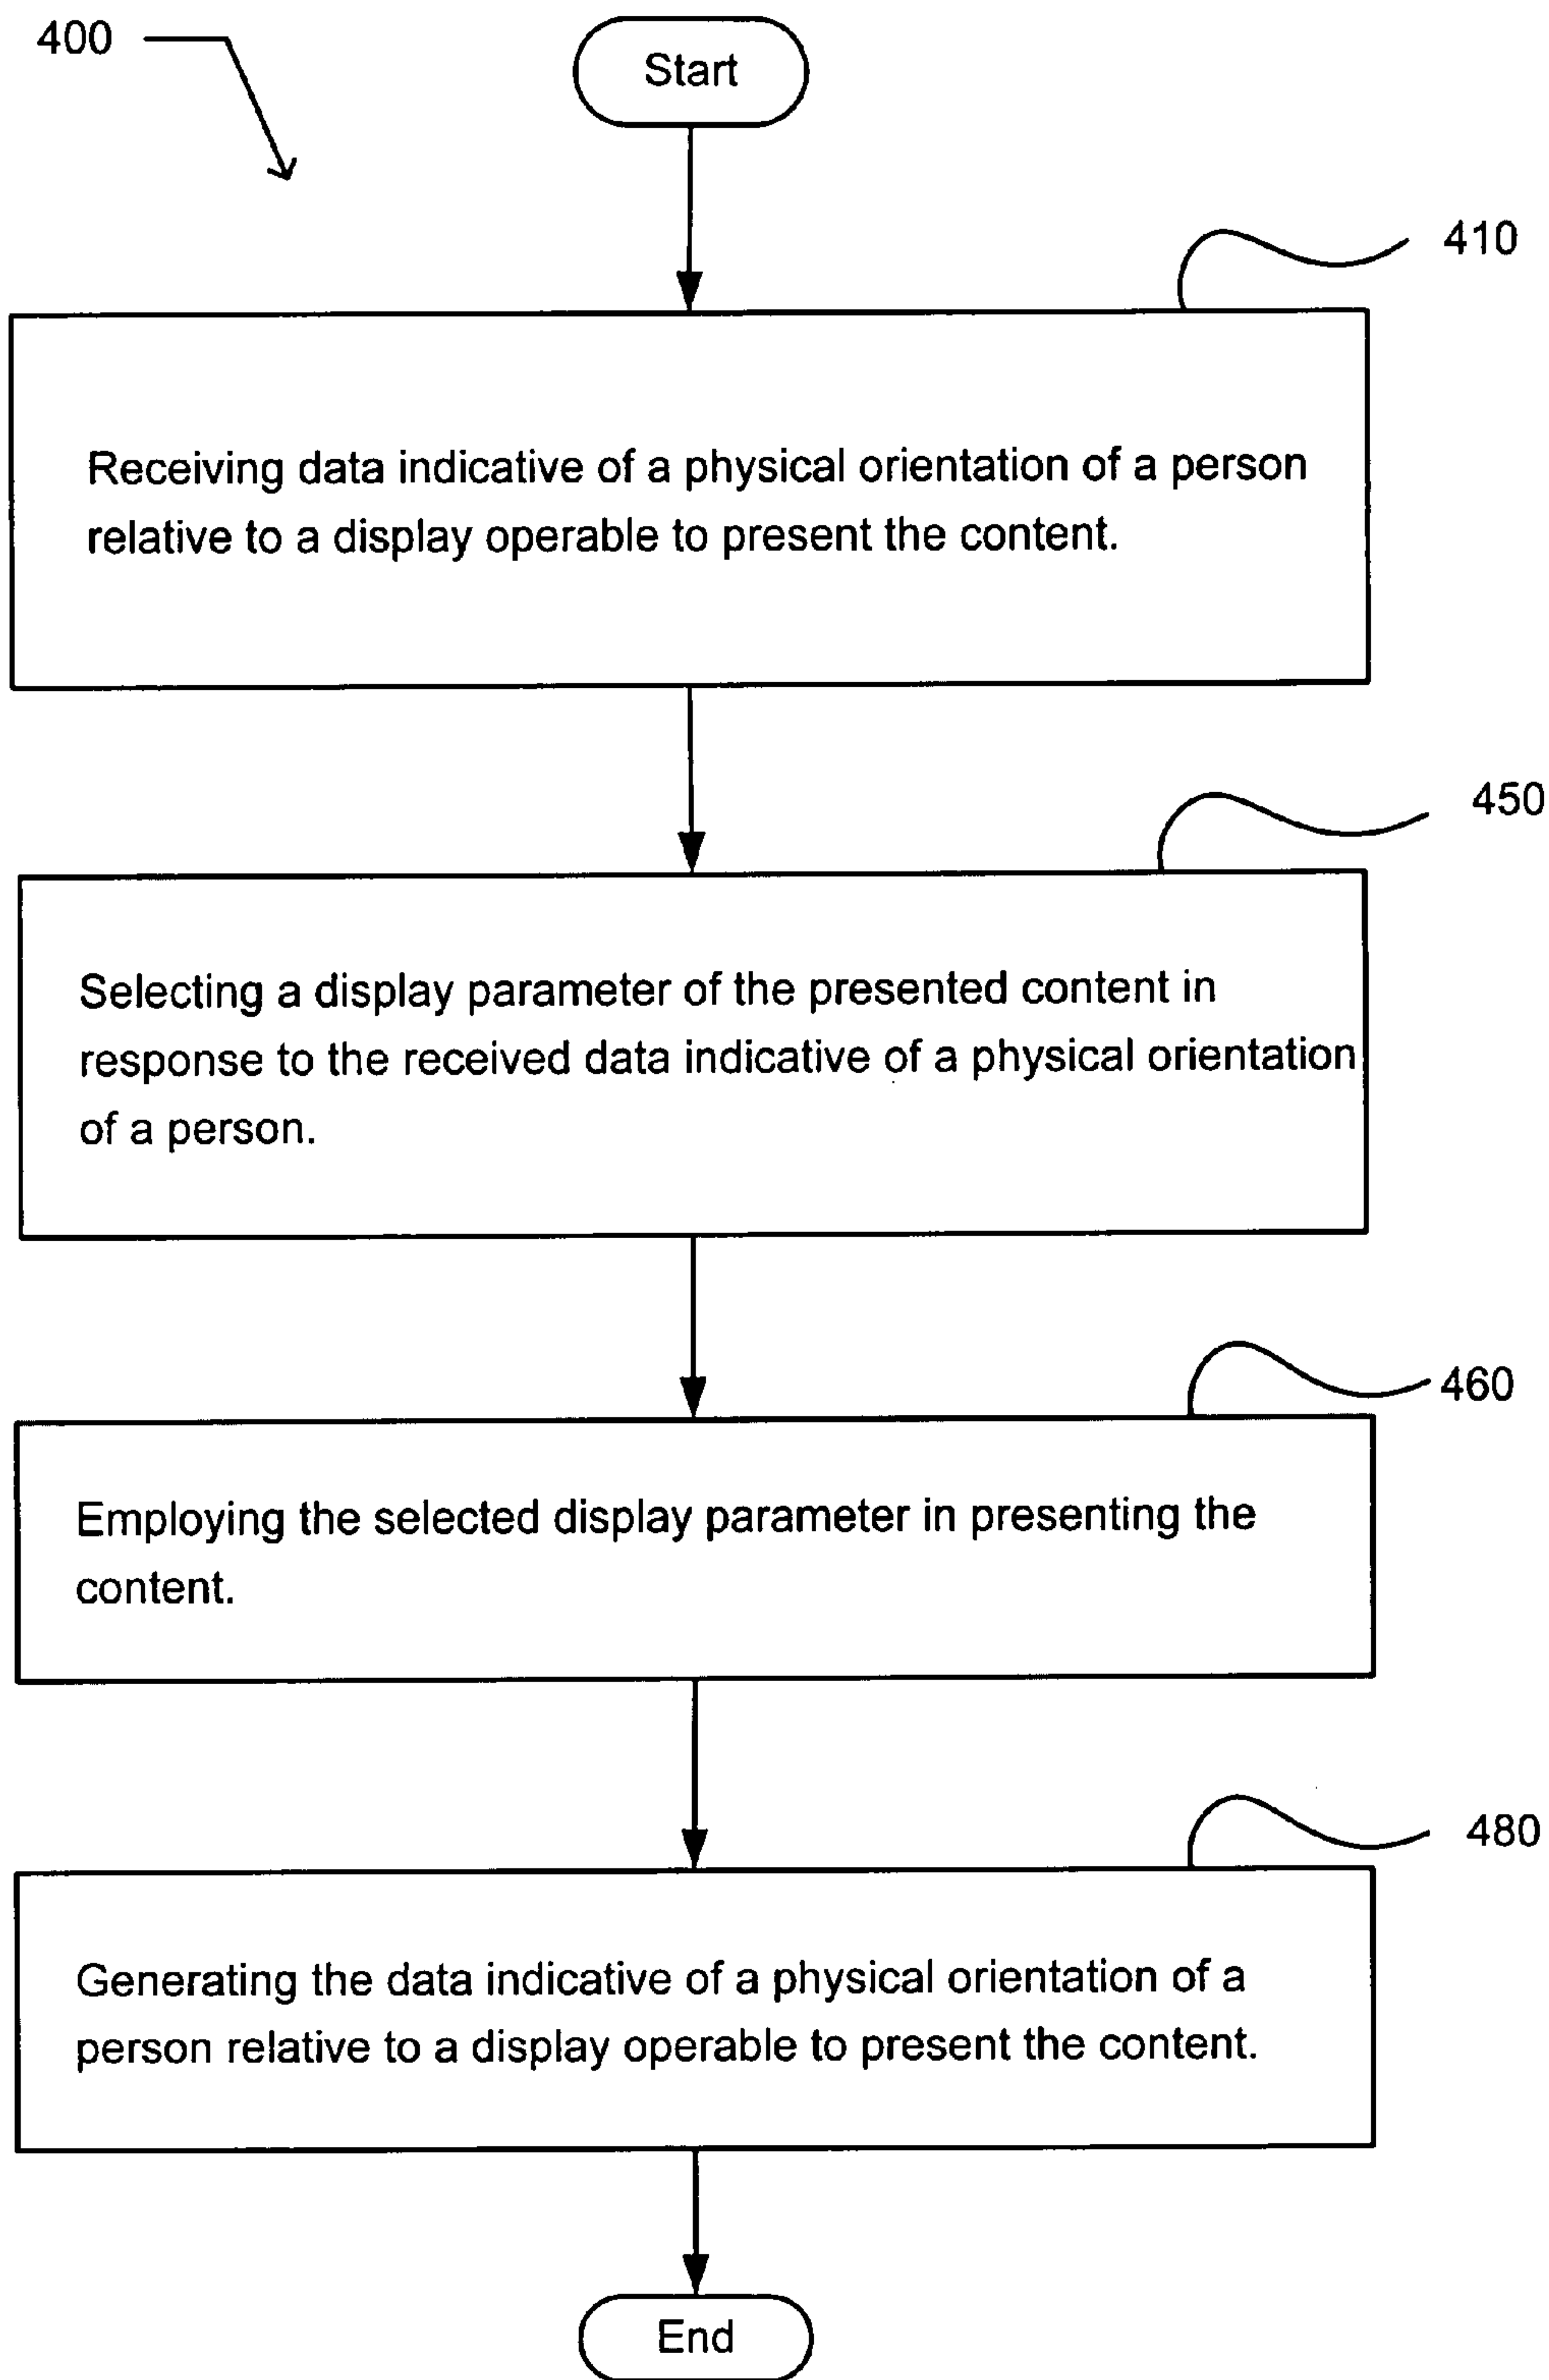 400
Start
410
Receiving data indicative of a physical orientation of a person
relative to a display operable to present the content.
450
Selecting a display parameter of the presented content in
response to the received data indicative of a physical orientation
of a person.
460
Employing the selected display parameter in presenting the
content.
480
Generating the data indicative of a physical orientation of a
person relative to a display operable to present the content.
End